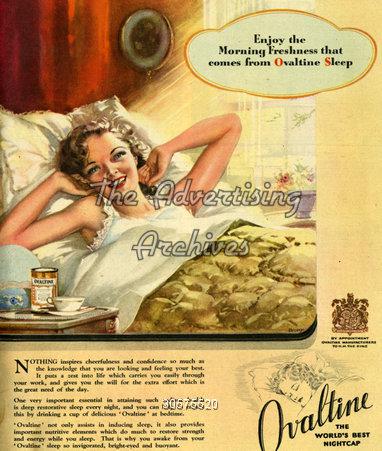 Enjoy the
Morning Freshness that
comes from Ovaltine Sleep
The Advertising
Archives
OVALTINE
BY APPOINTMENT
OVALTINE MANUFACTURERS
TO H.M. THE KING
NOTHING inspires cheerfulness and confidence so much as
the knowledge that you are looking and feeling your best.
It puts a zest into life which carries you easily through
your work, and gives you the will for the extra effort which is
the great need of the day.
One very important essential in attaining such
is sleep restorative sleep every night, and you can
this by drinking a cup of delicious 'Ovaltine' at bedtime.
30575520
'Ovaltine' not only assists in inducing sleep, it also provides
important nutritive elements which do much to restore strength
and energy while you sleep. That is why you awake from your
'Ovaltine' sleep so invigorated, bright-eyed and buoyant.
Ovaltine
THE
WORLD'S BEST
NIGHTCAP